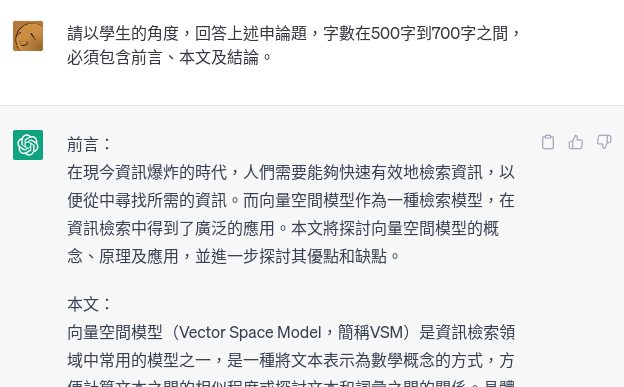 請以學生的角度，回答上述申論題，字數在500字到700字之間，
必須包含前言、本文及結論。
前言：
在現今資訊爆炸的時代，人們需要能夠快速有效地檢索資訊，以
便從中尋找所需的資訊。而向量空間模型作為一種檢索模型，在
資訊檢索中得到了廣泛的應用。本文將探討向量空間模型的概
念、原理及應用，並進一步探討其優點和缺點。
本文：
向量空間模型（Vector Space Model，簡稱VSM）是資訊檢索領
域中常用的模型之一，是一種將文本表示為數學概念的方式，方
便計算文本之間的相似程度或探討文本和詞彙之間的關係。具體